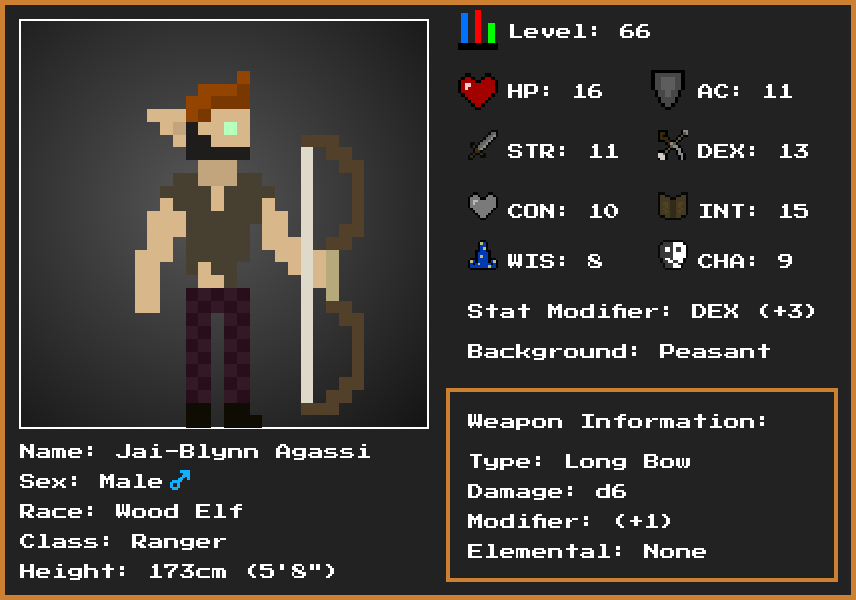 Level: 66
HP: 16 AC: 11
STR: 11 DEX: 13
CON: 10 INT: 15
WIS: 8 CHA: 9
Stat Modifier: DEX (+3)
Background: Peasant
Weapon Information:
Type: Long Bow
Damage: d6
Modifier: (+1)
Elemental: None
Name: Jai-Blynn Agassi
Sex: Male ♂
Race: Wood Elf
Class: Ranger
Height: 173cm (5'8")